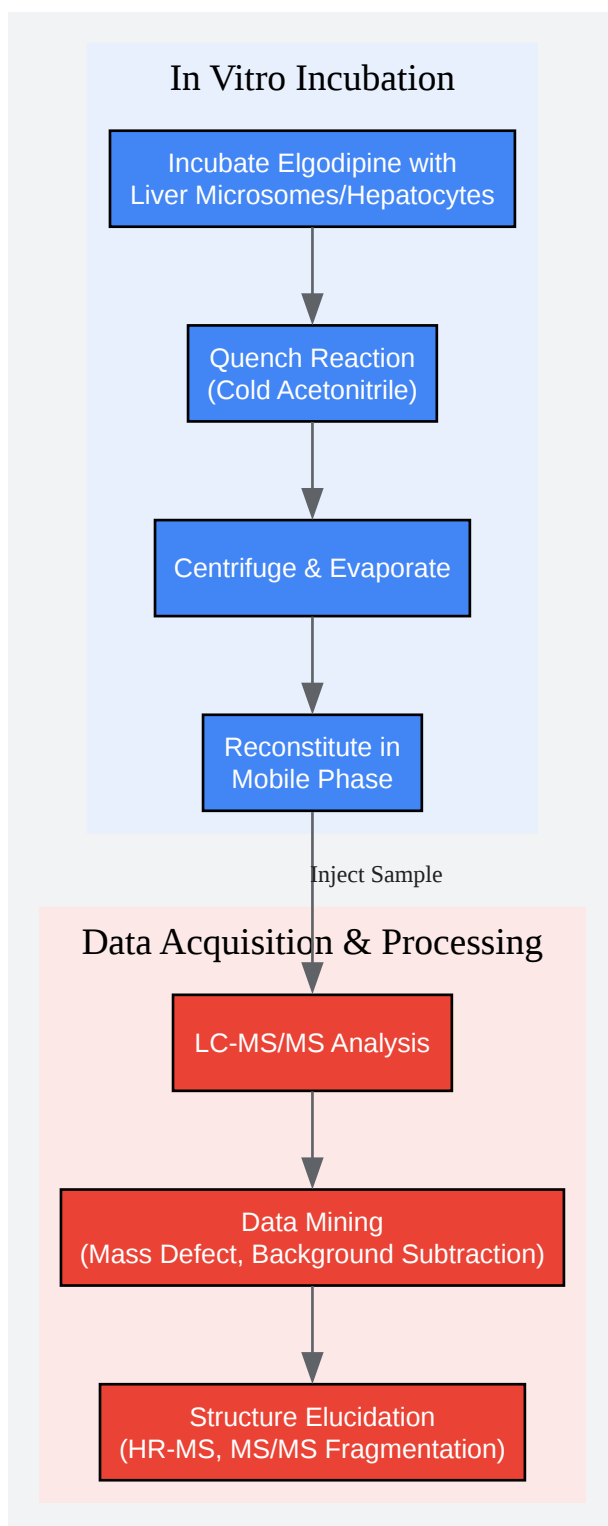 In Vitro Incubation
Incubate Elgodipine with
Liver Microsomes/Hepatocytes
Quench Reaction
(Cold Acetonitrile)
Centrifuge & Evaporate
Reconstitute in
Mobile Phase
Inject Sample
Data Acquisition & Processing
LC-MS/MS Analysis
Data Mining
(Mass Defect, Background Subtraction)
Structure Elucidation
(HR-MS, MS/MS Fragmentation)